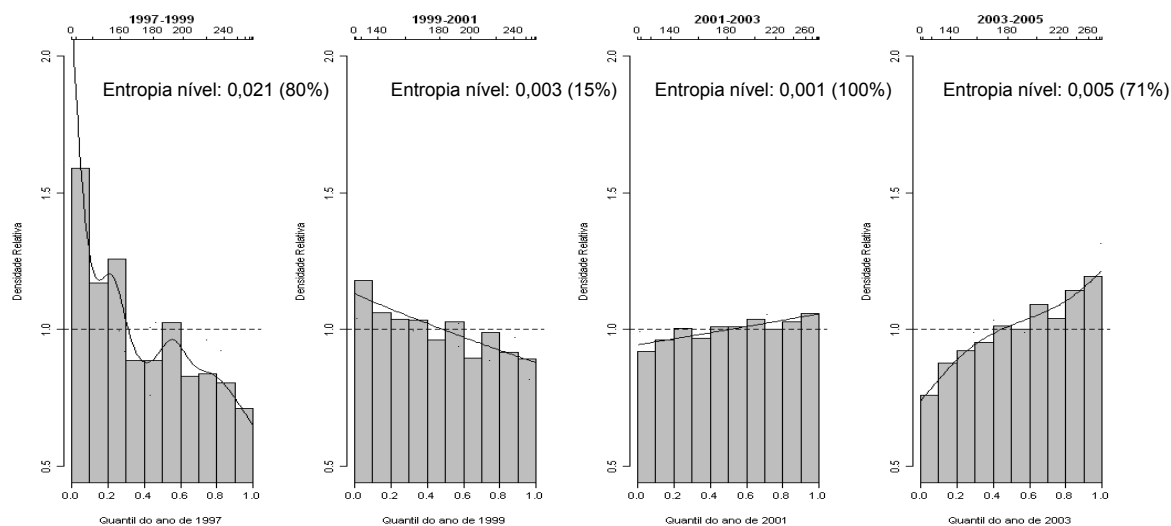 1997-1999
0 160 180 190 240
Entropia nível: 0,021 (80%)
2.0
1.5
1.0
0.5
Densidade Relativa
0.0 0.2 0.4 0.6 0.8 1.0
Quantil do ano de 1997
1999-2001
0 140 180 200 240
Entropia nível: 0,003 (15%)
2.0
1.5
1.0
0.5
Densidade Relativa
0.0 0.2 0.4 0.6 0.8 1.0
Quantil do ano de 1999
2001-2003
0 140 180 220 260
Entropia nível: 0,001 (100%)
2.0
1.5
1.0
0.5
Densidade Relativa
0.0 0.2 0.4 0.6 0.8 1.0
Quantil do ano de 2001
2003-2005
0 140 180 220 260
Entropia nível: 0,005 (71%)
2.0
1.5
1.0
0.5
Densidade Relativa
0.0 0.2 0.4 0.6 0.8 1.0
Quantil do ano de 2003